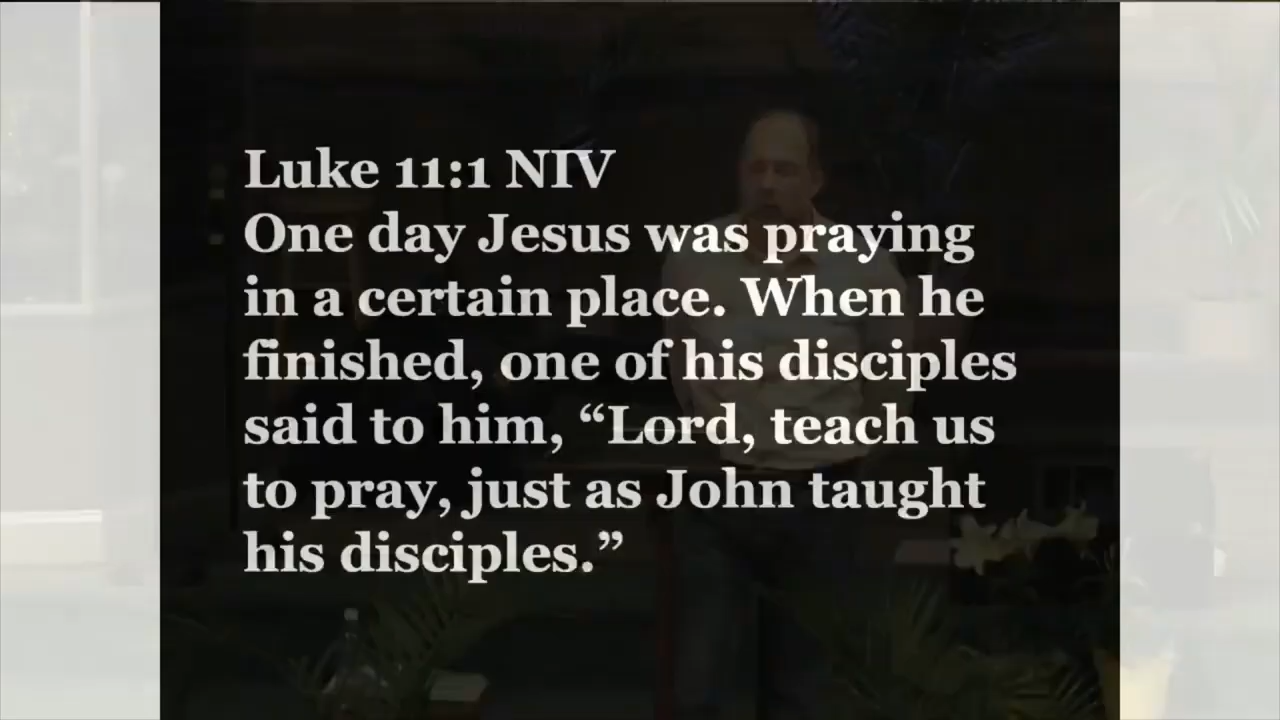 Luke 11:1 NIV
One day Jesus was praying
in a certain place. When he
finished, one of his disciples
said to him, “Lord, teach us
to pray, just as John taught
his disciples.”